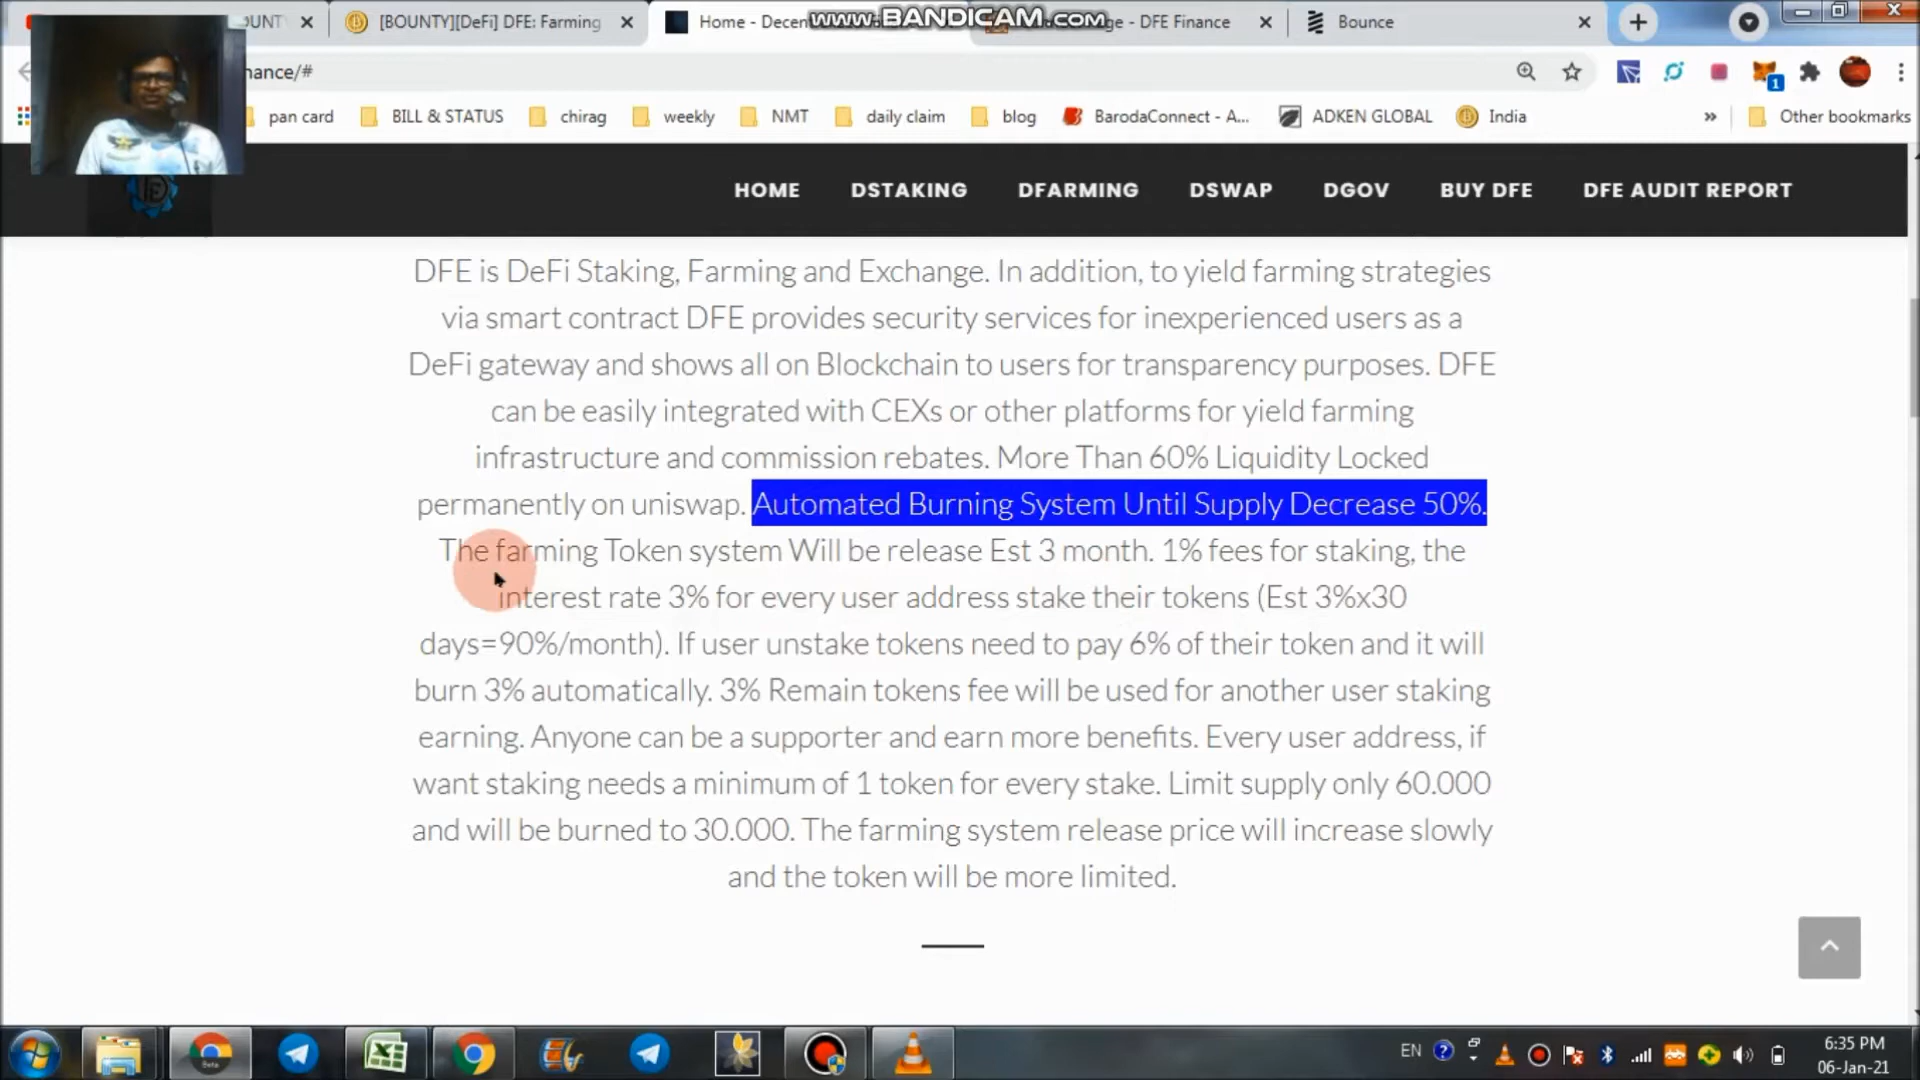 www.BANDICAM.com
OUNTY
[BOUNTY][DeFi] DFE: Farming
Home - Decent
ge - DFE Finance
Bounce
nance/#
1
pan card
BILL & STATUS
chirag
weekly
NMT
daily claim
blog
BarodaConnect - A...
ADKEN GLOBAL
India
»
Other bookmarks
HOME
DSTAKING
DFARMING
DSWAP
DGOV
BUY DFE
DFE AUDIT REPORT
DFE is DeFi Staking, Farming and Exchange. In addition, to yield farming strategies
via smart contract DFE provides security services for inexperienced users as a
DeFi gateway and shows all on Blockchain to users for transparency purposes. DFE
can be easily integrated with CEXs or other platforms for yield farming
infrastructure and commission rebates. More Than 60% Liquidity Locked
permanently on uniswap. Automated Burning System Until Supply Decrease 50%.
The farming Token system Will be release Est 3 month. 1% fees for staking, the
interest rate 3% for every user address stake their tokens (Est 3%x30
days=90%/month). If user unstake tokens need to pay 6% of their token and it will
burn 3% automatically. 3% Remain tokens fee will be used for another user staking
earning. Anyone can be a supporter and earn more benefits. Every user address, if
want staking needs a minimum of 1 token for every stake. Limit supply only 60.000
and will be burned to 30.000. The farming system release price will increase slowly
and the token will be more limited.
Beta
EN
6:35 PM
06-Jan-21